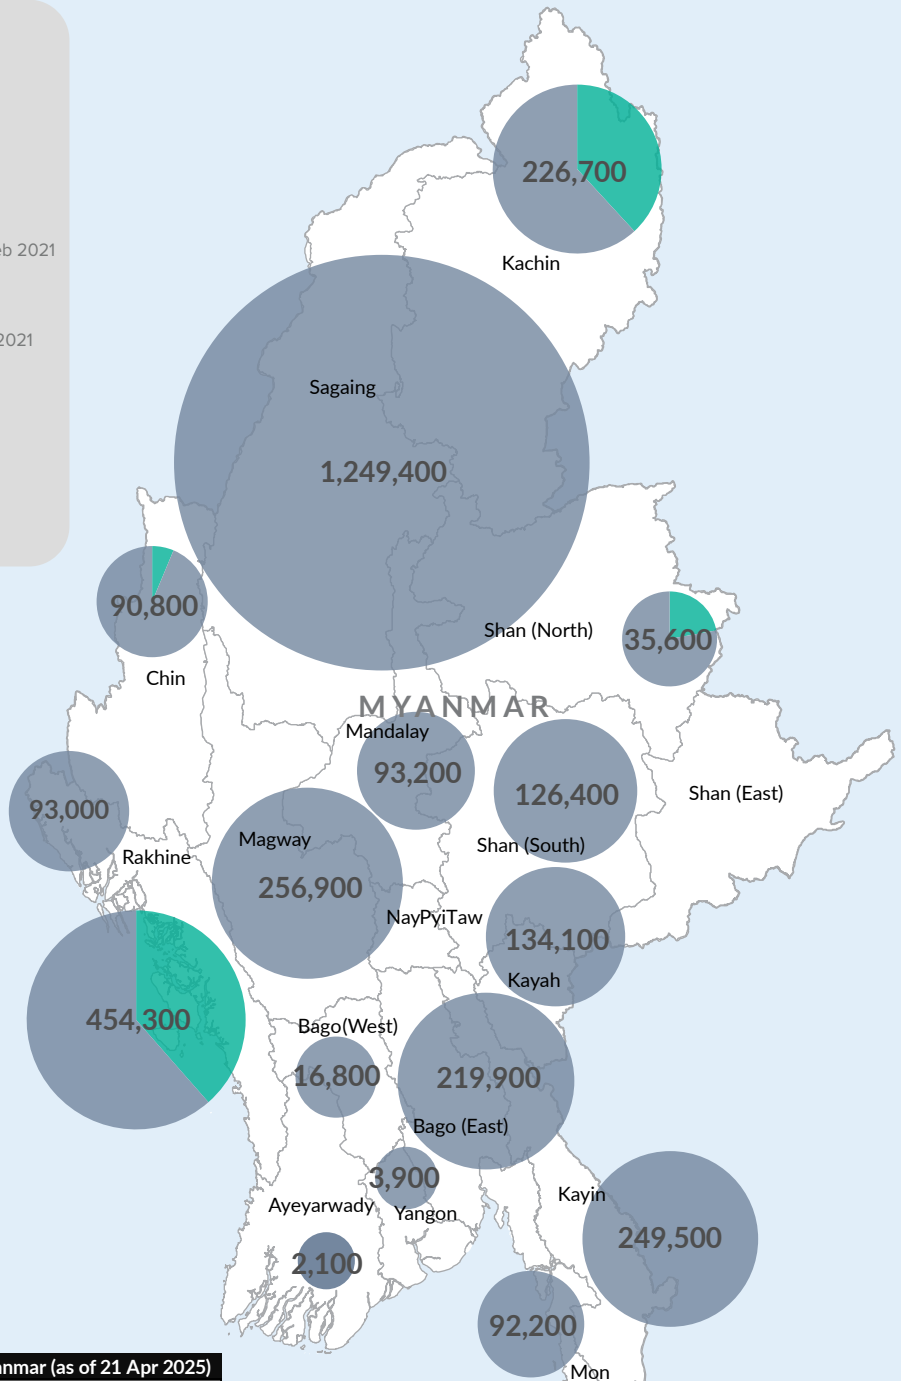 226,700
2021
Kachin
2021
Sagaing
1,249,400
90,800
Shan (North)
35,600
Chin
MYANMAR
Mandalay
93,200
126,400
Shan (East)
93,000
Magway
Shan (South)
Rakhine
256,900
NayPyiTaw
134,100
Kayah
454,300
Bago(West)
16,800
219,900
Bago (East)
3,900
Kayin
Ayeyarwady
Yangon
249,500
2,100
92,200
(as of 21 Apr 2025)
Mon